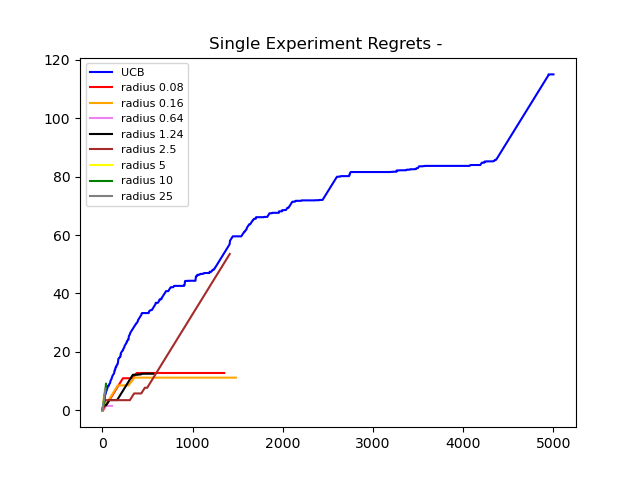 Single Experiment Regrets -
120
100
80
60
40
20
0
UCB
radius 0.08
radius 0.16
radius 0.64
radius 1.24
radius 2.5
radius 5
radius 10
radius 25
0 1000 2000 3000 4000 5000